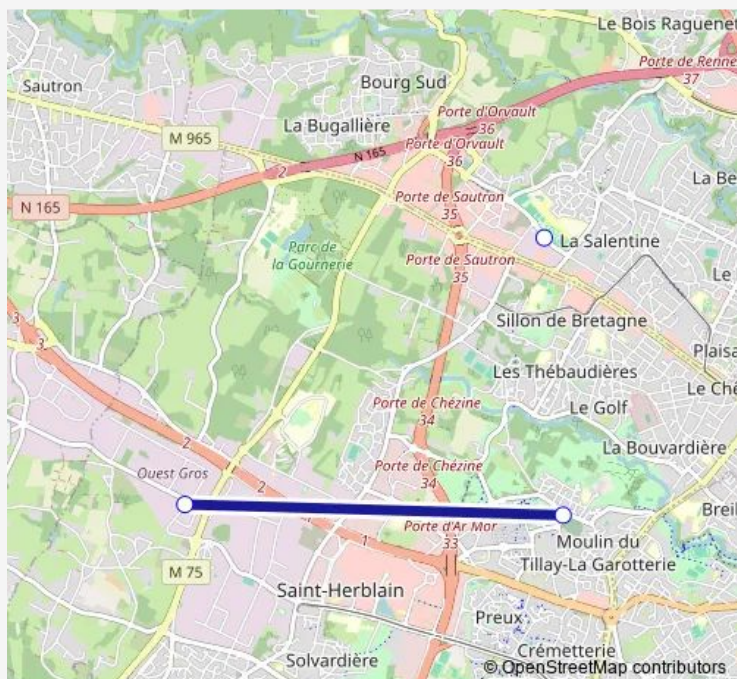 Le Bois Raguenet
Porte de Renne
37
Sautron
Bourg Sud
Porte d'Orvault
36
M 965
La Bugallière
Porte d'Orvault
36
N 165
2
La Be
Porte de Sautron
35
N 165
La Salentine
Parc de
la Gournerie
Porte de Sautron
35
Le
3
Sillon de Bretagne
3
Plaisa
Les Thébaudières
Le Ch
Porte de Chézine
34
Le Golf
2
La Bouvardière
Porte de Chézine
34
Ouest Gros
2
Breil
Porte d'Ar Mor
33
1
Moulin du
Tillay-La Garotterie
M 75
Saint-Herblain
Preux
Crémetterie
Solvardière
© OpenStreetMap contributors